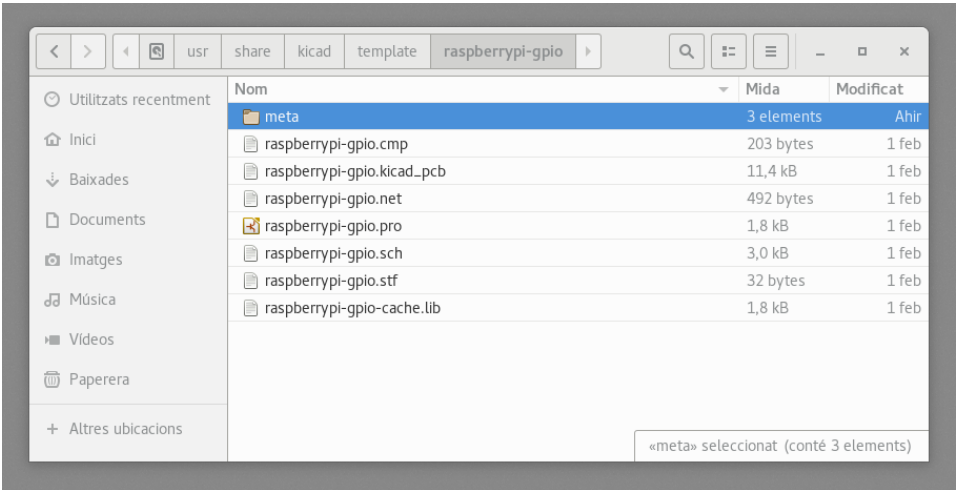 usr share kicad template raspberrypi-gpio
Utilitzats recentment
Inici
Baixades
Documents
Imatges
Música
Vídeos
Paperera
+ Altres ubicacions
Nom Mida Modificat
meta 3 elements Ahir
raspberrypi-gpio.cmp 203 bytes 1 feb
raspberrypi-gpio.kicad_pcb 11,4 kB 1 feb
raspberrypi-gpio.net 492 bytes 1 feb
raspberrypi-gpio.pro 1,8 kB 1 feb
raspberrypi-gpio.sch 3,0 kB 1 feb
raspberrypi-gpio.stf 32 bytes 1 feb
raspberrypi-gpio-cache.lib 1,8 kB 1 feb
«meta» seleccionat (conté 3 elements)